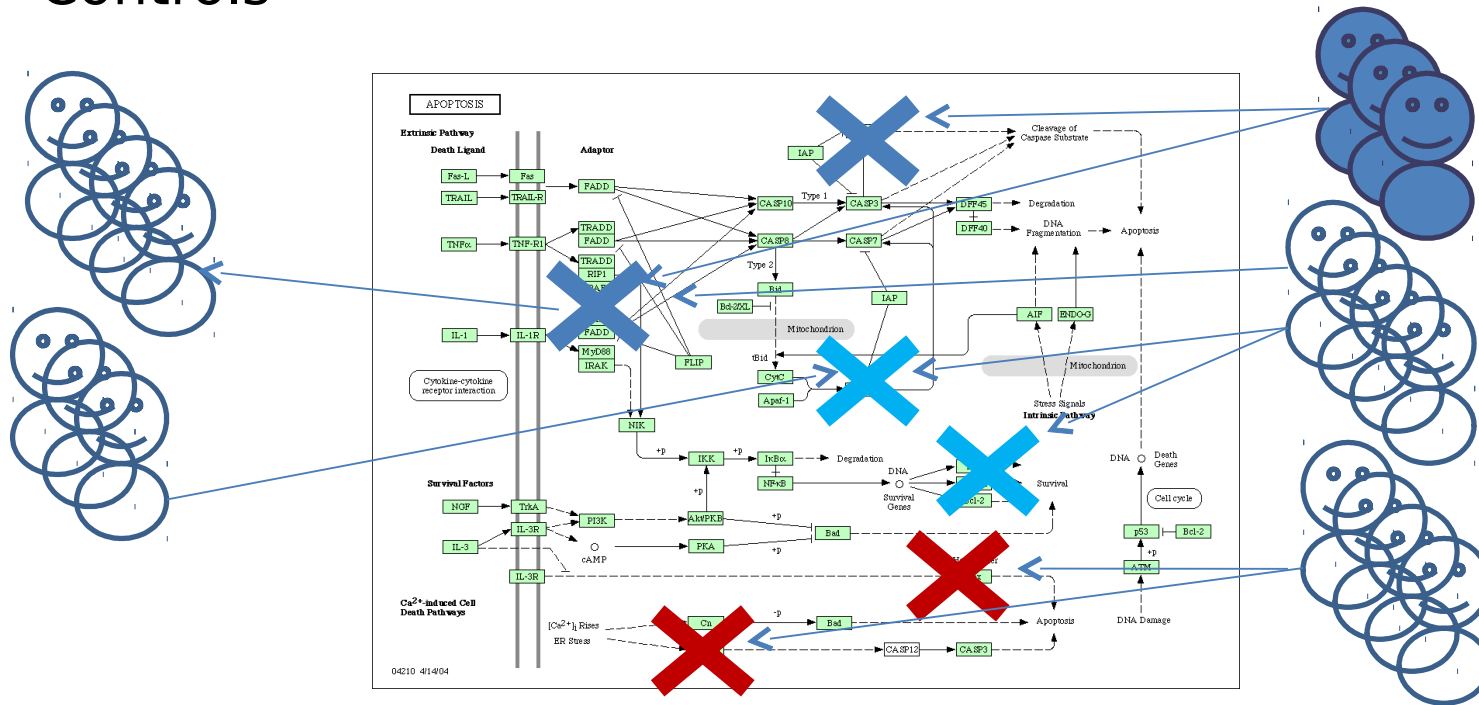 Controls
APOPTOSIS
Extrinsic Pathway
Death Ligand
Adaptor
Fas-L
Fas
TRAIL
TRAIL-R
FADD
TNFα
TNF-R1
TRADD
FADD
TRADD
RIP1
FADD
IL-1
IL-1R
MyD88
IRAK
FLIP
Cytokine-cytokine
receptor interaction
NIK
IAP
Type 1
CASP10
CASP3
CASP8
CASP7
Type 2
Bid
Bcl-2/XL
IAP
Mitochondrion
tBid
CytC
Apaf-1
Cleavage of
Caspase Substrate
DFF45
Degradation
DFF40
DNA
Fragmentation
Apoptosis
AIF
ENDO-G
Mitochondrion
Stress Signals
Intrinsic Pathway
+p
IKK
+p
IκBα
Degradation
NFκB
DNA
Survival
Genes
Bcl-2
Survival
DNA
Death
Genes
Cell cycle
Survival Factors
NGF
TrkA
IL-3R
IL-3
PI3K
cAMP
+p
Akt/PKB
+p
PKA
+p
Bad
p53
Bcl-2
+p
ATM
DNA Damage
IL-3R
Ca2+-induced Cell
Death Pathways
[Ca2+]i Rises
ER Stress
Cn
-p
Bad
Apoptosis
CASP12
CASP3
04210 4/14/04